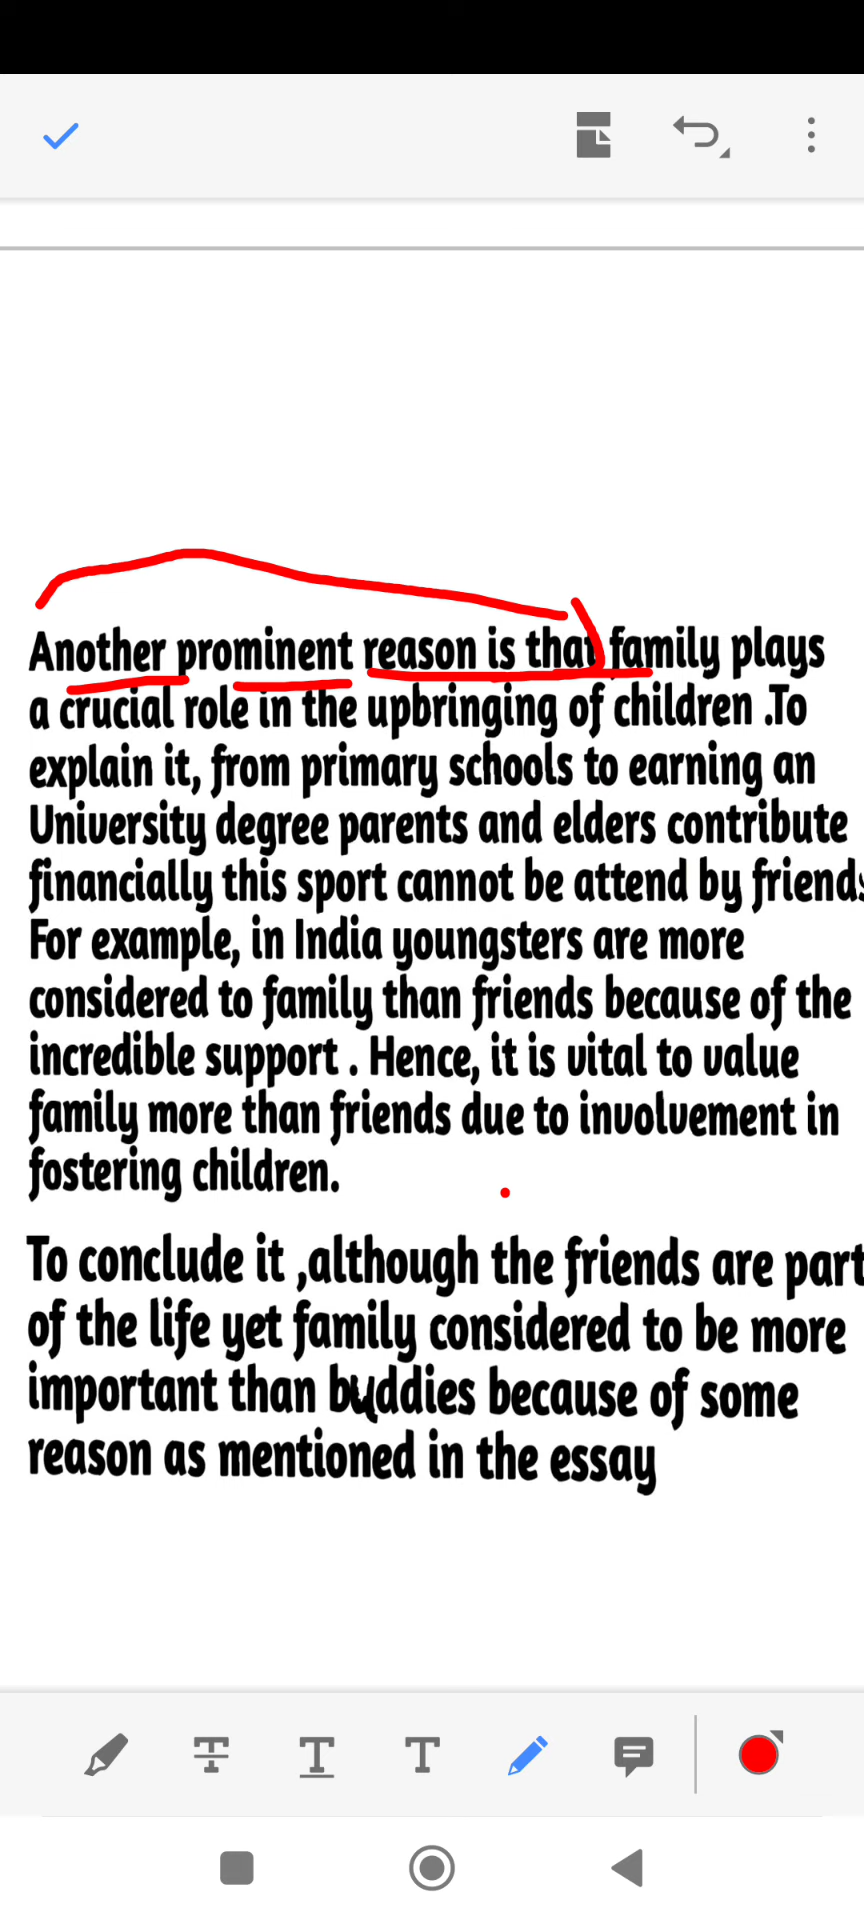 Another prominent reason is that family plays
a crucial role in the upbringing of children .To
explain it, from primary schools to earning an
University degree parents and elders contribute
financially this sport cannot be attend by friends
For example, in India youngsters are more
considered to family than friends because of the
incredible support . Hence, it is vital to value
family more than friends due to involvement in
fostering children.
To conclude it ,although the friends are part
of the life yet family considered to be more
important than buddies because of some
reason as mentioned in the essay